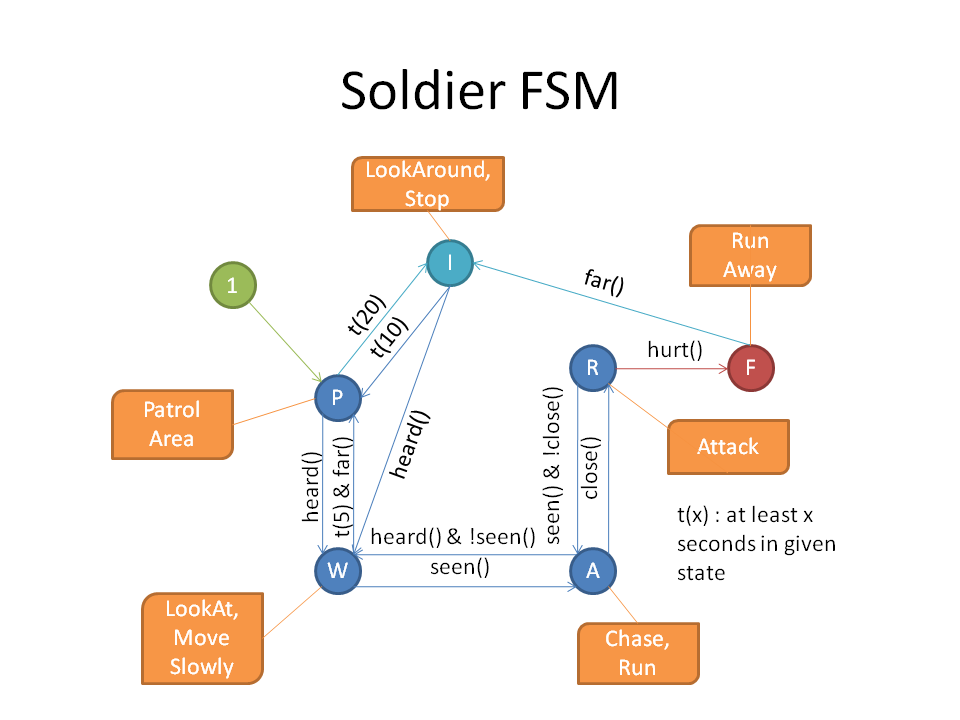 Soldier FSM
LookAround,
Stop
Run
Away
I
1
far()
t(20)
t(10)
hurt()
R
F
P
Patrol
Area
heard()
t(5) & far()
heard()
seen() & !close()
close()
Attack
t(x) : at least x
seconds in given
state
heard() & !seen()
seen()
W
A
LookAt,
Move
Slowly
Chase,
Run